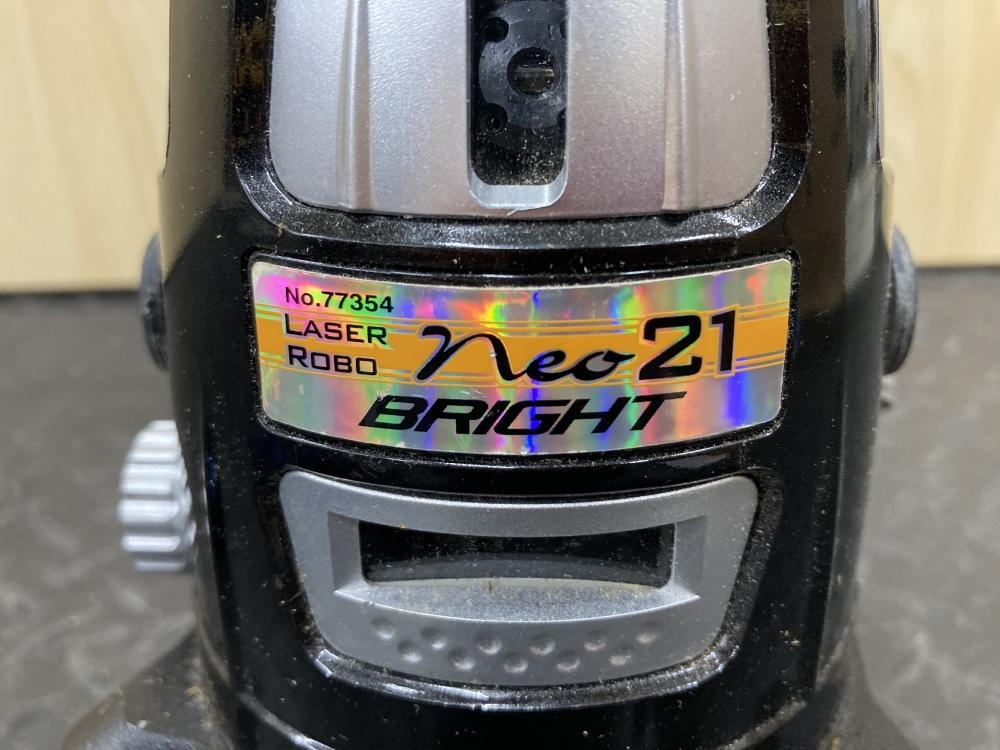 No.77354
LASER
ROBO
neo 21
BRIGHT